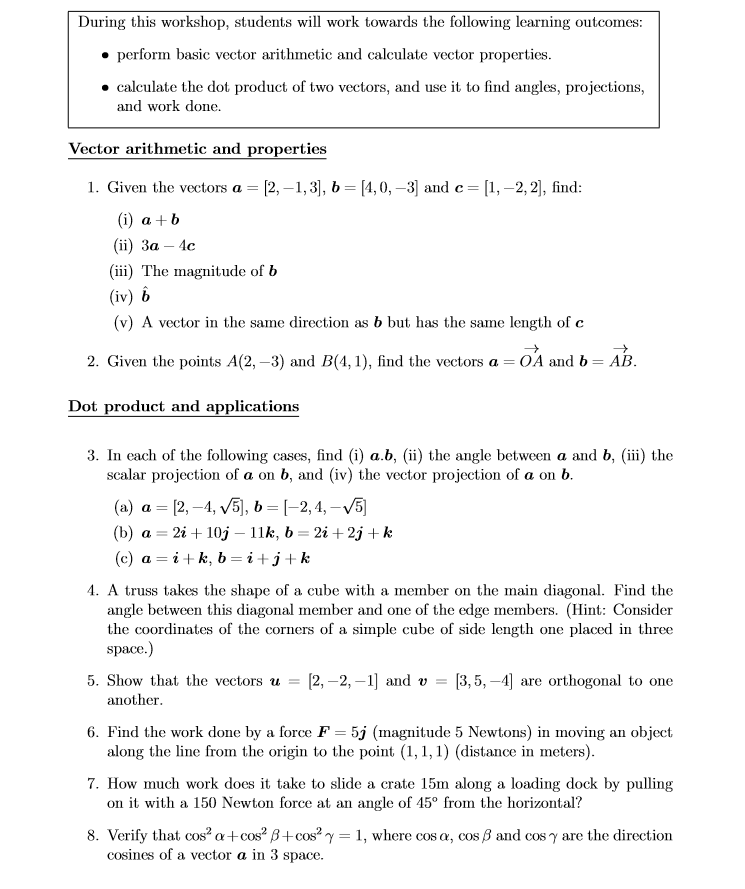 During this workshop, students will work towards the following learning outcomes:
• perform basic vector arithmetic and calculate vector properties.
• calculate the dot product of two vectors, and use it to find angles, projections,
and work done.
Vector arithmetic and properties
1. Given the vectors a = [2, −1, 3], b = [4, 0, −3] and c = [1, −2, 2], find:
(i) a + b
(ii) 3a − 4c
(iii) The magnitude of b
(iv) b̂
(v) A vector in the same direction as b but has the same length of c
2. Given the points A(2, −3) and B(4, 1), find the vectors a = →OA and b = →AB.
Dot product and applications
3. In each of the following cases, find (i) a.b, (ii) the angle between a and b, (iii) the
scalar projection of a on b, and (iv) the vector projection of a on b.
(a) a = [2, −4, √5], b = [−2, 4, −√5]
(b) a = 2i + 10j − 11k, b = 2i + 2j + k
(c) a = i + k, b = i + j + k
4. A truss takes the shape of a cube with a member on the main diagonal. Find the
angle between this diagonal member and one of the edge members. (Hint: Consider
the coordinates of the corners of a simple cube of side length one placed in three
space.)
5. Show that the vectors u = [2, −2, −1] and v = [3, 5, −4] are orthogonal to one
another.
6. Find the work done by a force F = 5j (magnitude 5 Newtons) in moving an object
along the line from the origin to the point (1, 1, 1) (distance in meters).
7. How much work does it take to slide a crate 15m along a loading dock by pulling
on it with a 150 Newton force at an angle of 45° from the horizontal?
8. Verify that cos² α+cos² β+cos² γ = 1, where cos α, cos β and cos γ are the direction
cosines of a vector a in 3 space.